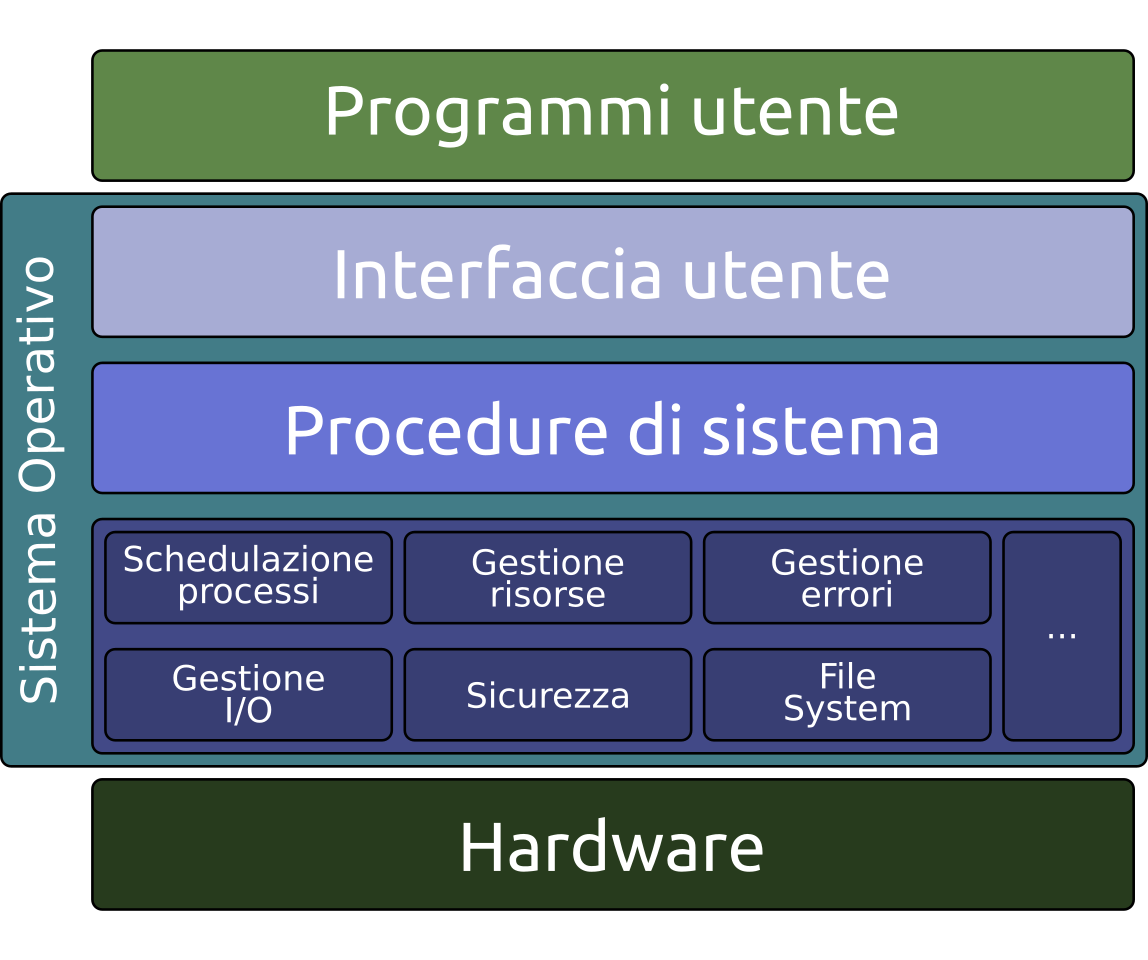 Programmi utente
Sistema Operativo
Interfaccia utente
Procedure di sistema
Schedulazione
processi
Gestione
risorse
Gestione
errori
...
Gestione
I/O
Sicurezza
File
System
Hardware